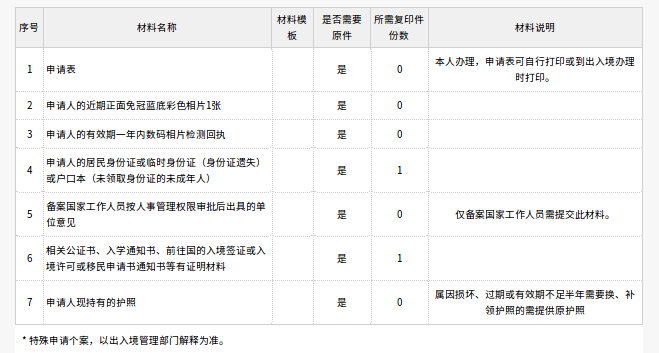 序号 材料名称 材料模板 是否需要原件 所需复印件份数 材料说明
1 申请表 是 0 本人办理，申请表可自行打印或到出入境办理时打印。
2 申请人的近期正面免冠蓝底彩色相片1张 是 0
3 申请人的有效期一年内数码相片检测回执 是 0
4 申请人的居民身份证或临时身份证（身份证遗失）或户口本（未领取身份证的未成年人） 是 1
5 备案国家工作人员按人事管理权限审批后出具的单位意见 是 0 仅备案国家工作人员需提交此材料。
6 相关公证书、入学通知书、前往国的入境签证或入境许可或移民申请书通知书等有证明材料 是 1
7 申请人现持有的护照 是 0 属因损坏、过期或有效期不足半年需要换、补领护照的需提供原护照
* 特殊申请个案，以出入境管理部门解释为准。